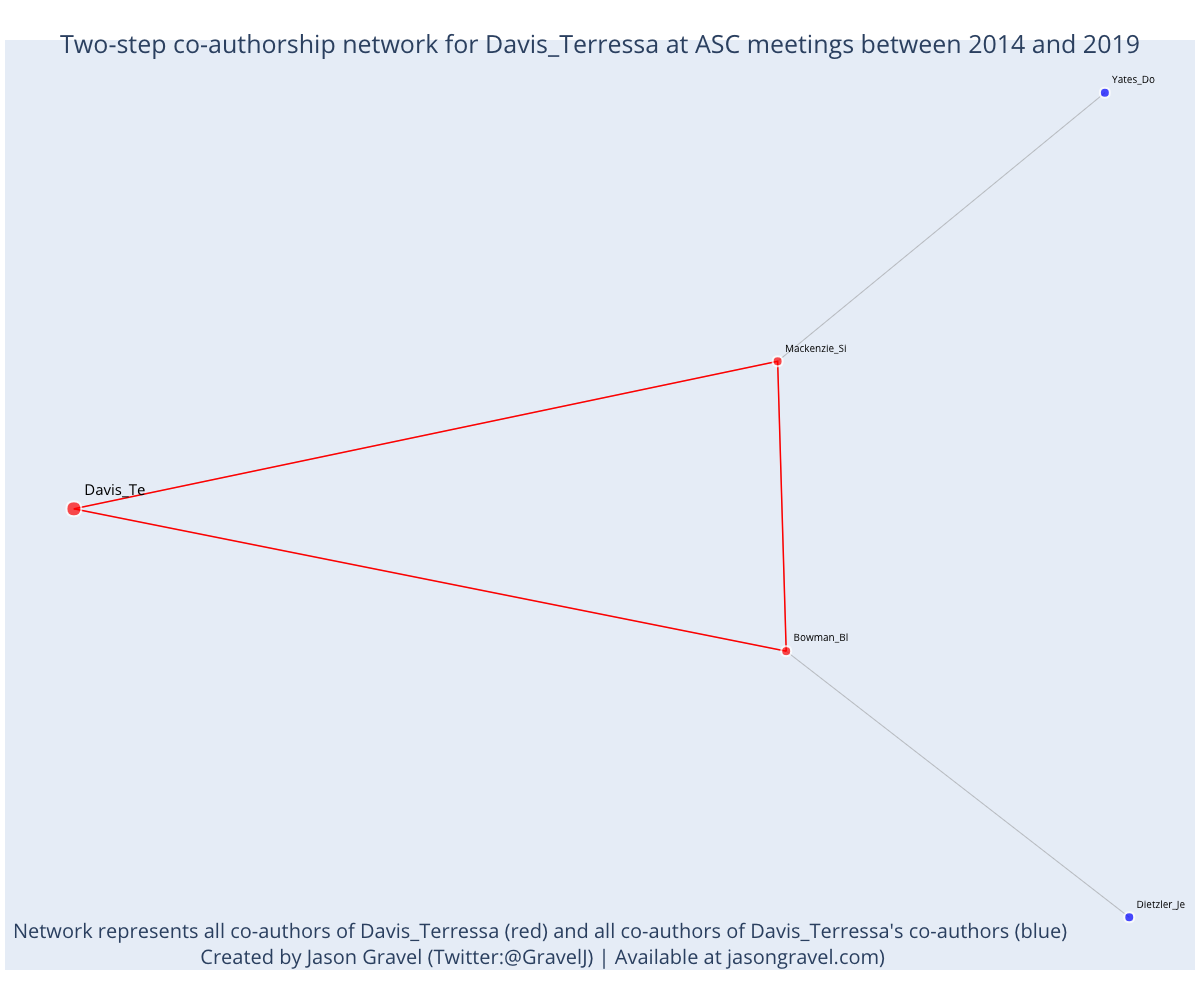 Two-step co-authorship network for Davis_Terressa at ASC meetings between 2014 and 2019
Yates_Do
Mackenzie_Si
Davis_Te
Bowman_Bl
Dietzler_Je
Network represents all co-authors of Davis_Terressa (red) and all co-authors of Davis_Terressa's co-authors (blue)
Created by Jason Gravel (Twitter:@GravelJ) | Available at jasongravel.com)